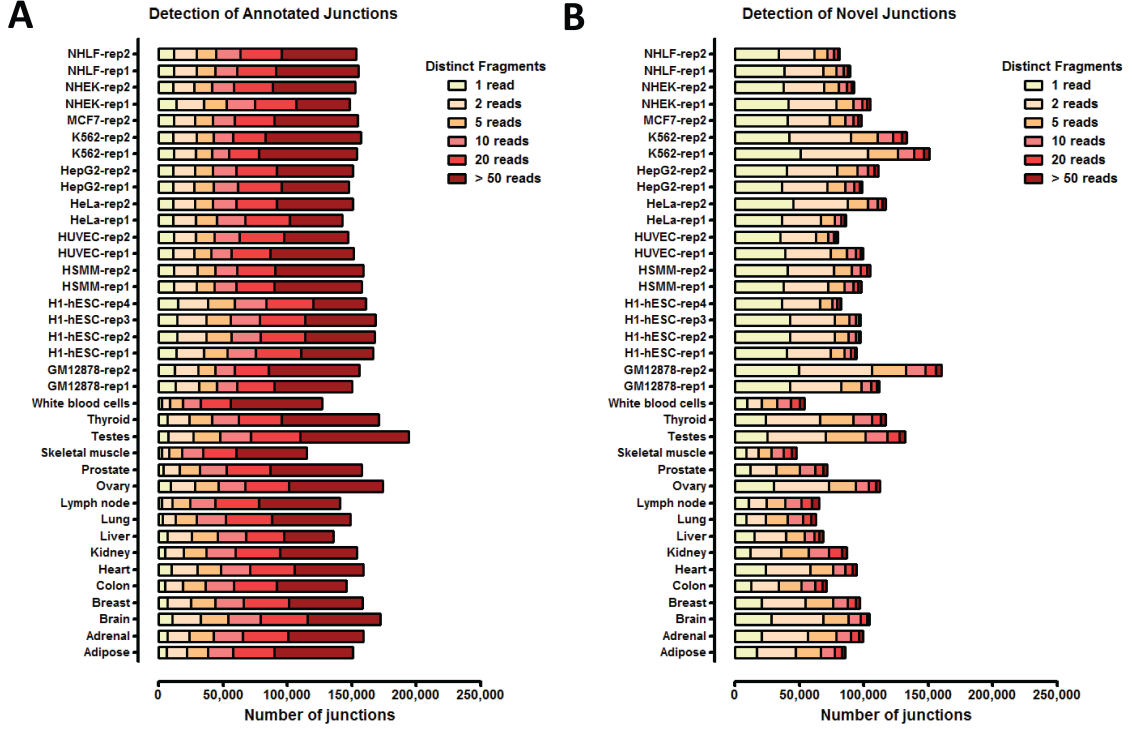 A
Detection of Annotated Junctions
NHLF-rep2
NHLF-rep1
NHEK-rep2
NHEK-rep1
MCF7-rep2
K562-rep2
K562-rep1
HepG2-rep2
HepG2-rep1
HeLa-rep2
HeLa-rep1
HUVEC-rep2
HUVEC-rep1
HSMM-rep2
HSMM-rep1
H1-hESC-rep4
H1-hESC-rep3
H1-hESC-rep2
H1-hESC-rep1
GM12878-rep2
GM12878-rep1
White blood cells
Thyroid
Testes
Skeletal muscle
Prostate
Ovary
Lymph node
Lung
Liver
Kidney
Heart
Colon
Breast
Brain
Adrenal
Adipose
Distinct Fragments
1 read
2 reads
5 reads
10 reads
20 reads
> 50 reads
0 50,000 100,000 150,000 200,000 250,000
Number of junctions
B
Detection of Novel Junctions
NHLF-rep2
NHLF-rep1
NHEK-rep2
NHEK-rep1
MCF7-rep2
K562-rep2
K562-rep1
HepG2-rep2
HepG2-rep1
HeLa-rep2
HeLa-rep1
HUVEC-rep2
HUVEC-rep1
HSMM-rep2
HSMM-rep1
H1-hESC-rep4
H1-hESC-rep3
H1-hESC-rep2
H1-hESC-rep1
GM12878-rep2
GM12878-rep1
White blood cells
Thyroid
Testes
Skeletal muscle
Prostate
Ovary
Lymph node
Lung
Liver
Kidney
Heart
Colon
Breast
Brain
Adrenal
Adipose
Distinct Fragments
1 read
2 reads
5 reads
10 reads
20 reads
> 50 reads
0 50,000 100,000 150,000 200,000 250,000
Number of junctions